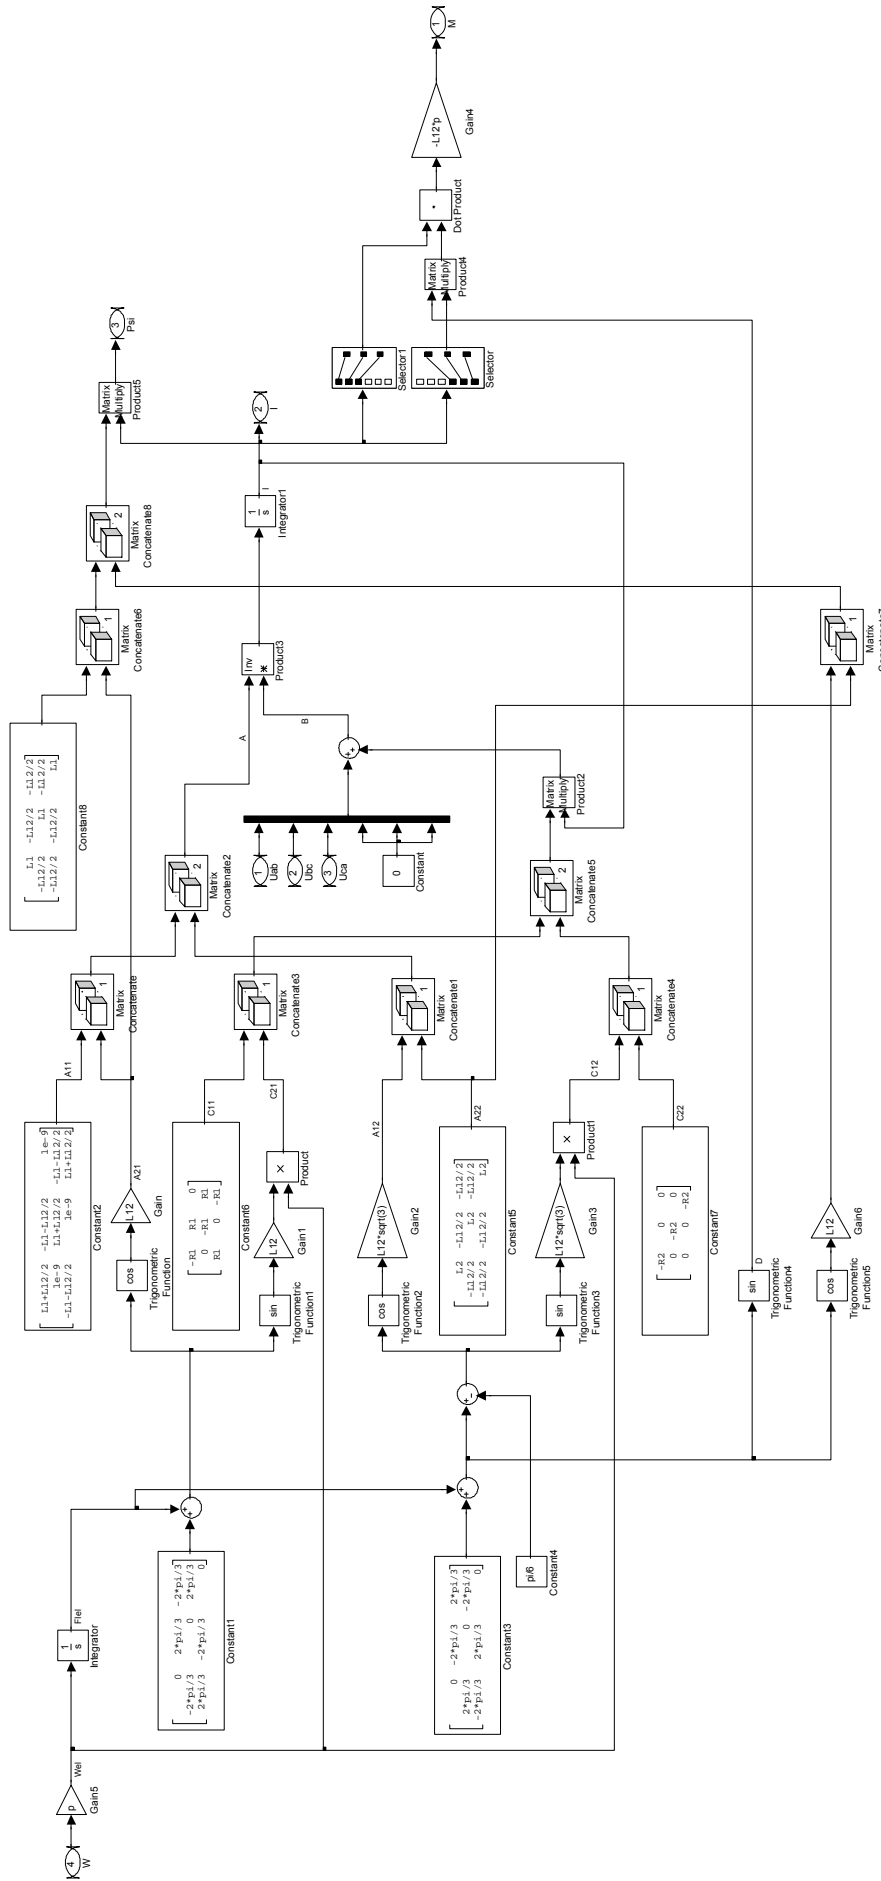 4
W
p
Gain5
Wel
1
s
Integrator
FIel
0 2*pi/3 -2*pi/3
-2*pi/3 0 2*pi/3
2*pi/3 -2*pi/3 0
Constant1
0 -2*pi/3 2*pi/3
2*pi/3 0 -2*pi/3
-2*pi/3 2*pi/3 0
Constant3
pi/6
Constant4
L1+L12/2 -L1-L12/2 1e-9
1e-9 L1+L12/2 -L1-L12/2
-L1-L12/2 1e-9 L1+L12/2
Constant2
A11
cos
Trigonometric
Function
L12
Gain
A21
-R1 R1 0
0 -R1 R1
R1 0 -R1
Constant6
C11
sin
Trigonometric
Function1
L12
Gain1
×
Product
C21
cos
Trigonometric
Function2
L12*sqrt(3)
Gain2
A12
L2 -L12/2 -L12/2
-L12/2 L2 -L12/2
-L12/2 -L12/2 L2
Constant5
A22
sin
Trigonometric
Function3
L12*sqrt(3)
Gain3
×
Product1
C12
-R2 0 0
0 -R2 0
0 0 -R2
Constant7
C22
sin
D
Trigonometric
Function4
cos
Trigonometric
Function5
L12
Gain6
1
Matrix
Concatenate
1
Matrix
Concatenate3
1
Matrix
Concatenate1
1
Matrix
Concatenate4
L1 -L12/2 -L12/2
-L12/2 L1 -L12/2
-L12/2 -L12/2 L1
Constant8
2
Matrix
Concatenate2
1
Uab
2
Ubc
3
Uca
0
Constant
2
Matrix
Concatenate5
Matrix
Multiply
Product2
A
B
Inv
*
Product3
1
Matrix
Concatenate6
1
Matrix
2
Matrix
Concatenate8
1
s
Integrator1
I
2
I
Matrix
Multiply
Product5
3
Psi
Selector1
Selector
Matrix
Multiply
Product4
Dot Product
-L12*p
Gain4
1
M